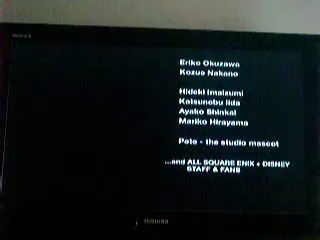 Eriko Okuzawa
Kozue Nakano
Hideki Imaizumi
Katsunobu Iida
Ayako Shinkai
Mariko Hirayama
Pete - the studio mascot
...and ALL SQUARE ENIX + DISNEY
STAFF & FANS
TOSHIBA